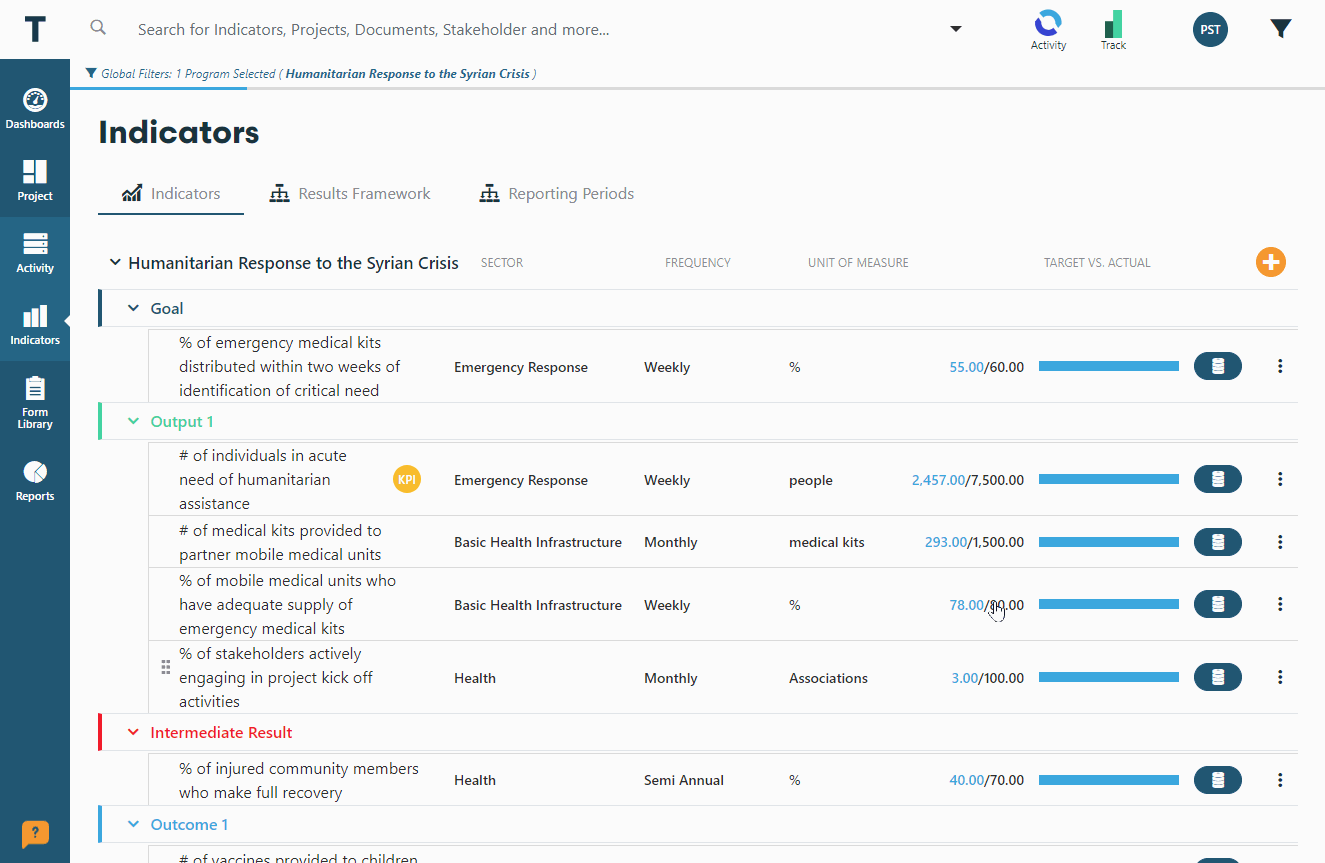 T
Search for Indicators, Projects, Documents, Stakeholder and more...
Activity
Track
PST
Global Filters: 1 Program Selected ( Humanitarian Response to the Syrian Crisis )
Dashboards
Project
Activity
Indicators
Form
Library
Reports
?
Indicators
Indicators
Results Framework
Reporting Periods
Humanitarian Response to the Syrian Crisis
SECTOR
FREQUENCY
UNIT OF MEASURE
TARGET VS. ACTUAL
Goal
% of emergency medical kits
distributed within two weeks of
identification of critical need
Emergency Response
Weekly
%
55.00/60.00
Output 1
# of individuals in acute
need of humanitarian
assistance
KPI
Emergency Response
Weekly
people
2,457.00/7,500.00
# of medical kits provided to
partner mobile medical units
Basic Health Infrastructure
Monthly
medical kits
293.00/1,500.00
% of mobile medical units who
have adequate supply of
emergency medical kits
Basic Health Infrastructure
Weekly
%
78.00/80.00
% of stakeholders actively
engaging in project kick off
activities
Health
Monthly
Associations
3.00/100.00
Intermediate Result
% of injured community members
who make full recovery
Health
Semi Annual
%
40.00/70.00
Outcome 1
# of vaccines provided to children